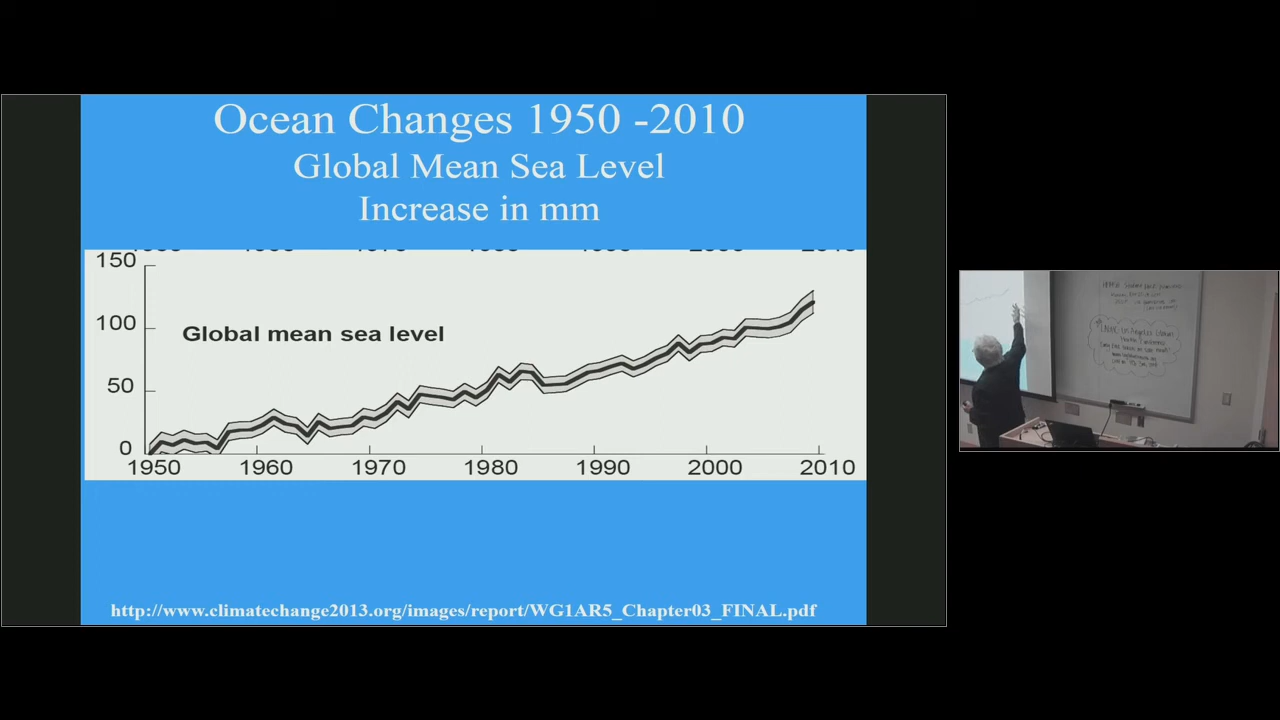 Ocean Changes 1950 -2010
Global Mean Sea Level
Increase in mm
150
100
50
0
Global mean sea level
1950 1960 1970 1980 1990 2000 2010
http://www.climatechange2013.org/images/report/WG1AR5_Chapter03_FINAL.pdf